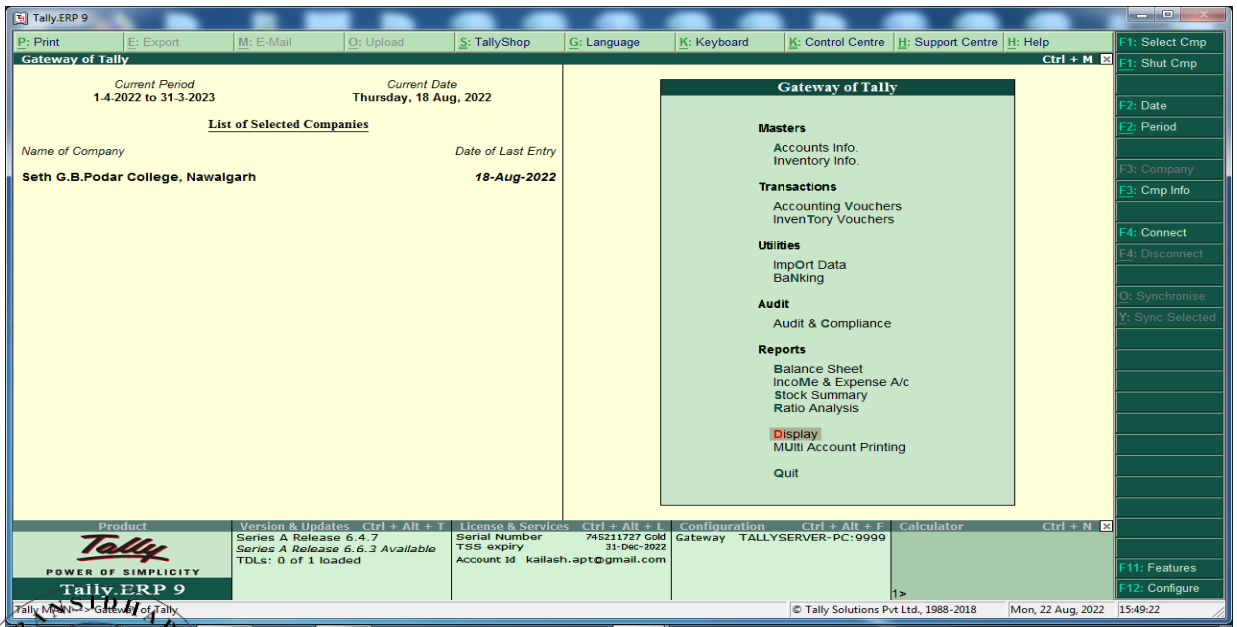 Tally.ERP 9
P: Print E: Export M: E-Mail O: Upload S: TallyShop G: Language K: Keyboard K: Control Centre H: Support Centre H: Help
Gateway of Tally Ctrl + M
Current Period Current Date
1-4-2022 to 31-3-2023 Thursday, 18 Aug, 2022
List of Selected Companies
Name of Company Date of Last Entry
Seth G.B.Podar College, Nawalgarh 18-Aug-2022
Gateway of Tally
Masters
Accounts Info.
Inventory Info.
Transactions
Accounting Vouchers
InvenTory Vouchers
Utilities
ImpOrt Data
BaNking
Audit
Audit & Compliance
Reports
Balance Sheet
IncoMe & Expense A/c
Stock Summary
Ratio Analysis
Display
MUlti Account Printing
Quit
F1: Select Cmp
F1: Shut Cmp
F2: Date
F2: Period
F3: Company
F3: Cmp Info
F4: Connect
F4: Disconnect
O: Synchronise
Y: Sync Selected
F11: Features
F12: Configure
Product
Tally
POWER OF SIMPLICITY
Tally.ERP 9
Version & Updates Ctrl + Alt + T
Series A Release 6.4.7
Series A Release 6.6.3 Available
TDLs: 0 of 1 loaded
License & Services Ctrl + Alt + L
Serial Number 745211727 Gold
TSS expiry 31-Dec-2022
Account Id kailash.apt@gmail.com
Configuration Ctrl + Alt + F
Gateway TALLYSERVER-PC:9999
Calculator Ctrl + N
1>
Tally MAIN --> Gateway of Tally © Tally Solutions Pvt Ltd., 1988-2018 Mon, 22 Aug, 2022 15:49:22
ANSIDHAR